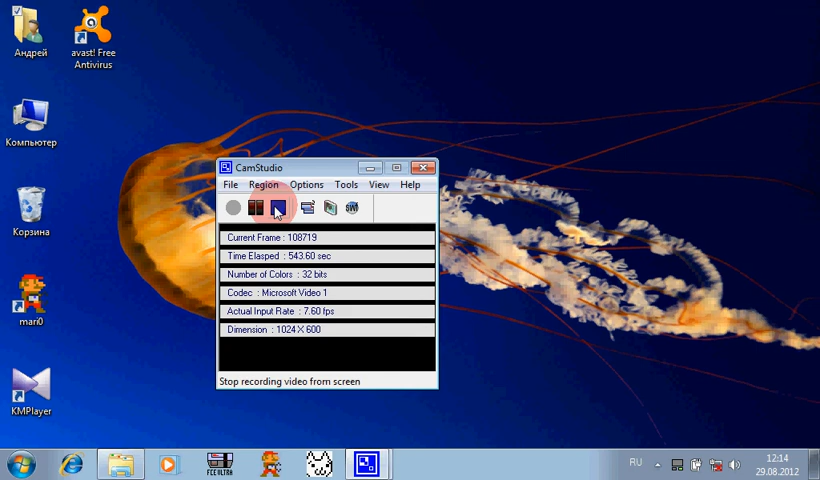 Андрей
avast! Free
Antivirus
Компьютер
Корзина
mari0
KMPlayer
CamStudio
File Region Options Tools View Help
Current Frame : 108719
Time Elasped : 543.60 sec
Number of Colors : 32 bits
Codec : Microsoft Video 1
Actual Input Rate : 7.60 fps
Dimension : 1024 X 600
Stop recording video from screen
FCE ULTRA
RU
12:14
29.08.2012